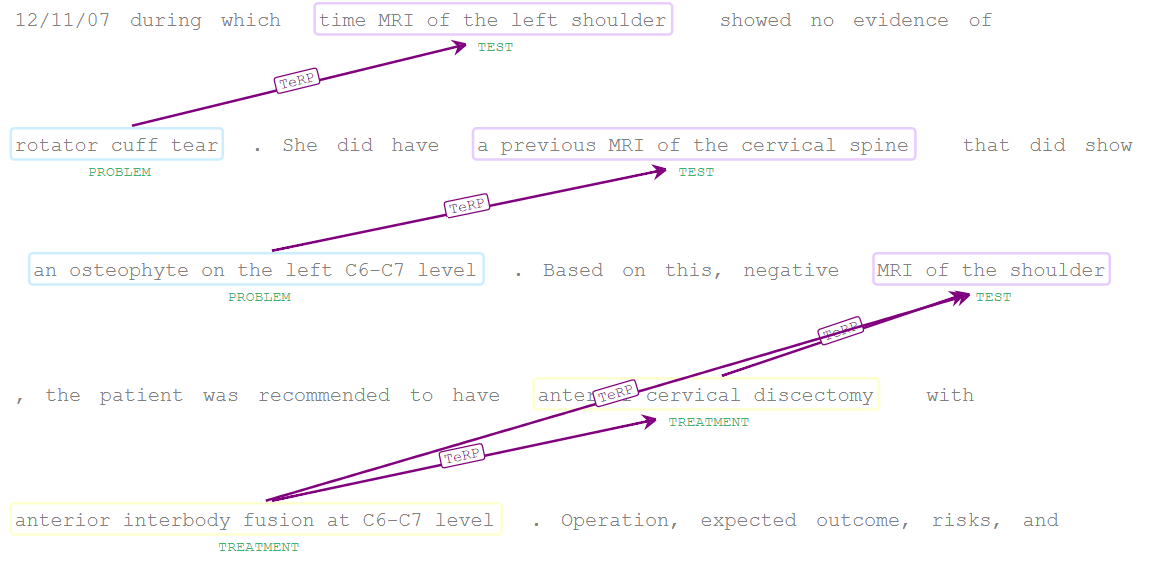 12/11/07 during which time MRI of the left shoulder showed no evidence of
TEST
TeRP
rotator cuff tear . She did have a previous MRI of the cervical spine that did show
PROBLEM TEST
TeRP
an osteophyte on the left C6-C7 level . Based on this, negative MRI of the shoulder
PROBLEM TEST
TeRP
, the patient was recommended to have anterior cervical discectomy with
TeRP
TREATMENT
TeRP
anterior interbody fusion at C6-C7 level . Operation, expected outcome, risks, and
TREATMENT